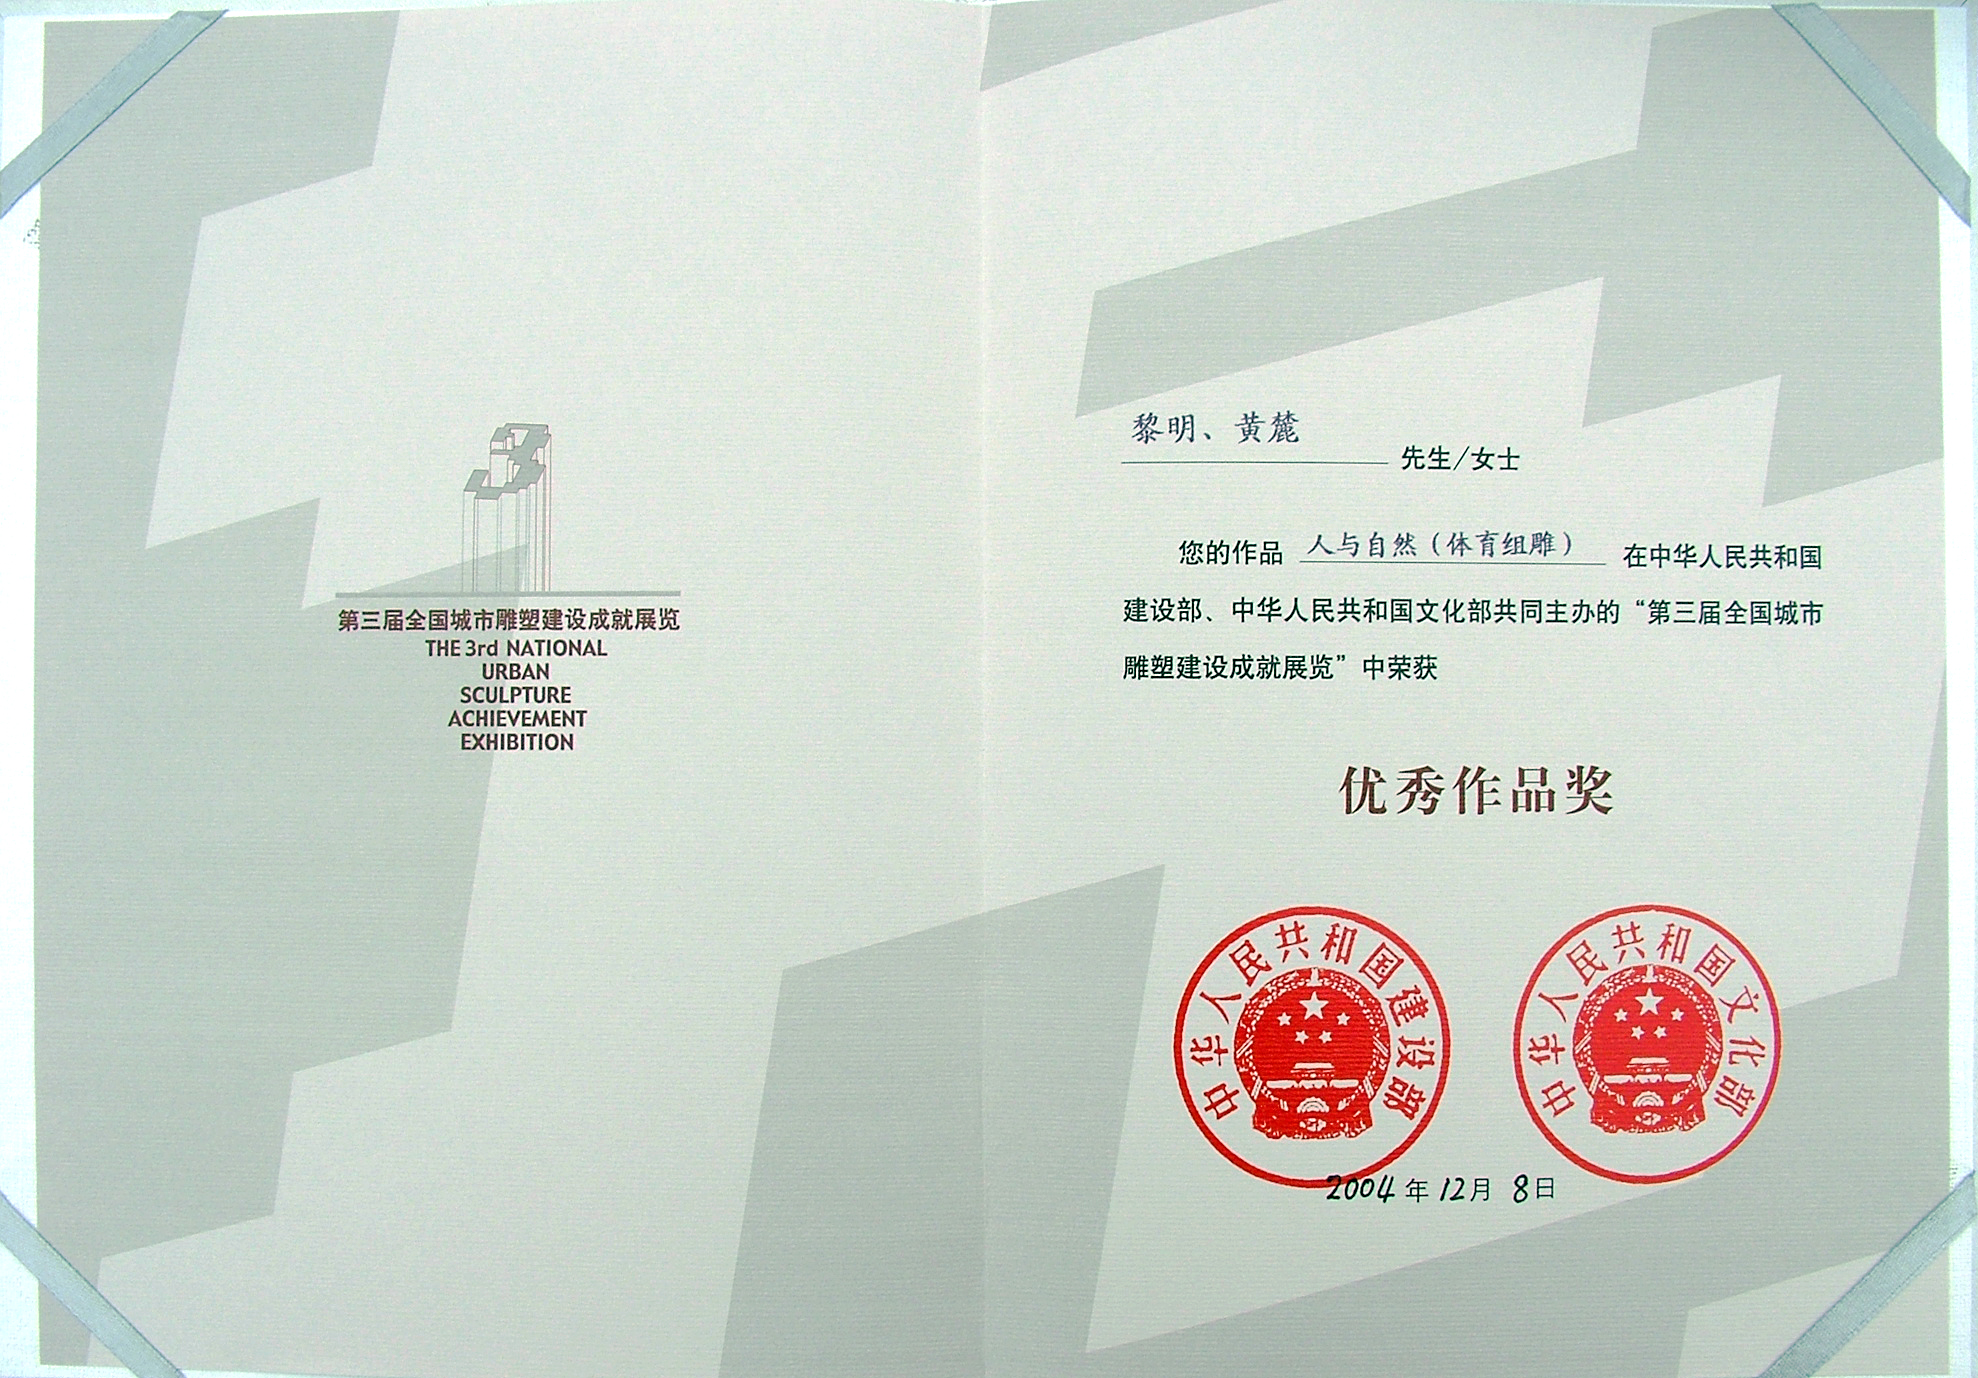 第三届全国城市雕塑建设成就展览
THE 3rd NATIONAL
URBAN
SCULPTURE
ACHIEVEMENT
EXHIBITION
黎明、黄麓 先生/女士
您的作品 人与自然（体育组雕） 在中华人民共和国
建设部、中华人民共和国文化部共同主办的“第三届全国城市
雕塑建设成就展览”中荣获
优秀作品奖
中华人民共和国建设部
中华人民共和国文化部
2004年12月8日